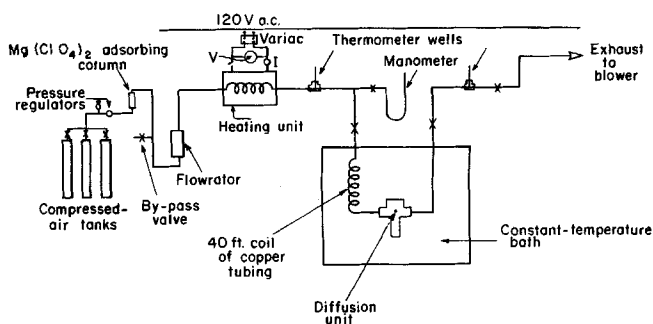 120 V a.c.
Variac
V
I
Mg (Cl O4)2 adsorbing
column
Pressure
regulators
Thermometer wells
Manometer
Exhaust
to
blower
Heating unit
Flowrator
Compressed-
air tanks
By-pass
valve
40 ft. coil
of copper
tubing
Constant-temperature
bath
Diffusion
unit